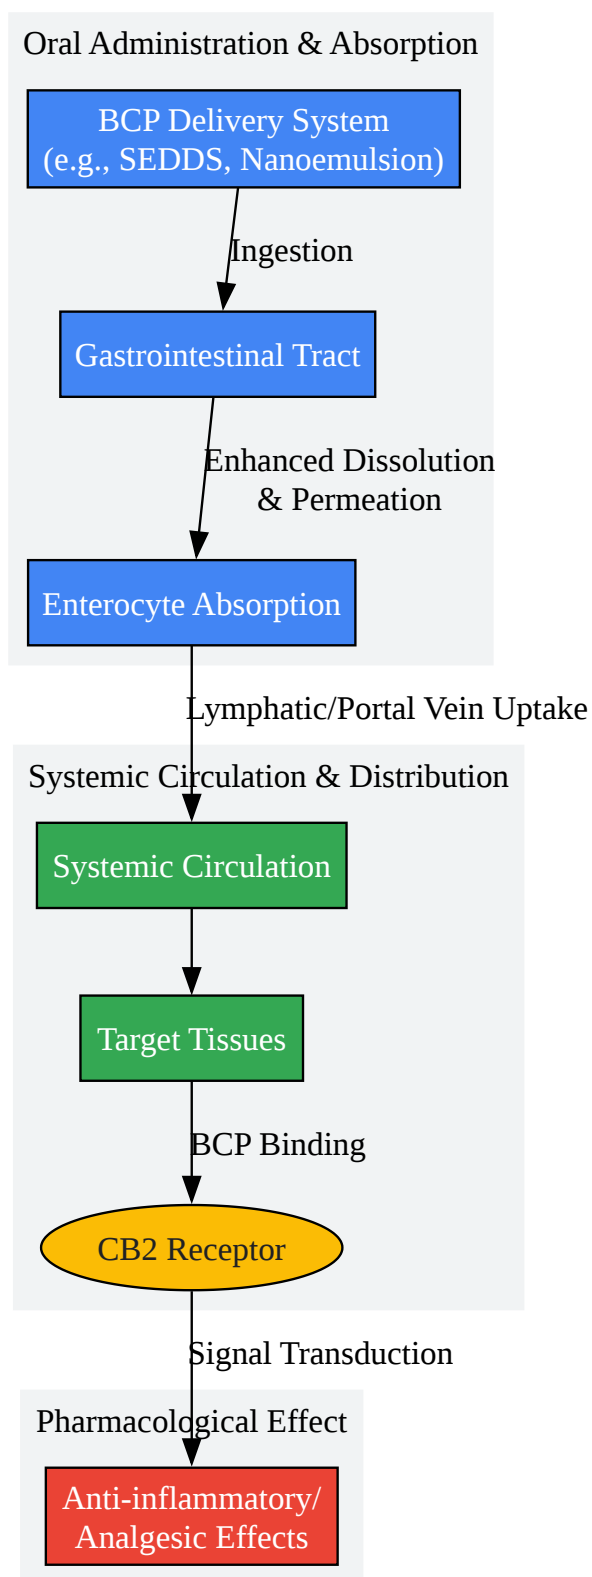 Oral Administration & Absorption
BCP Delivery System
(e.g., SEDDS, Nanoemulsion)
Ingestion
Gastrointestinal Tract
Enhanced Dissolution
& Permeation
Enterocyte Absorption
Lymphatic/Portal Vein Uptake
Systemic Circulation & Distribution
Systemic Circulation
Target Tissues
BCP Binding
CB2 Receptor
Signal Transduction
Pharmacological Effect
Anti-inflammatory/
Analgesic Effects